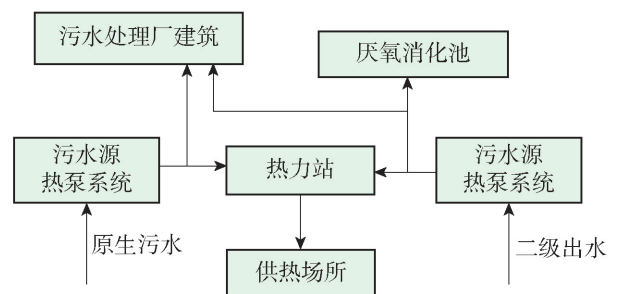 污水处理厂建筑
厌氧消化池
污水源
热泵系统
热力站
污水源
热泵系统
原生污水
二级出水
供热场所